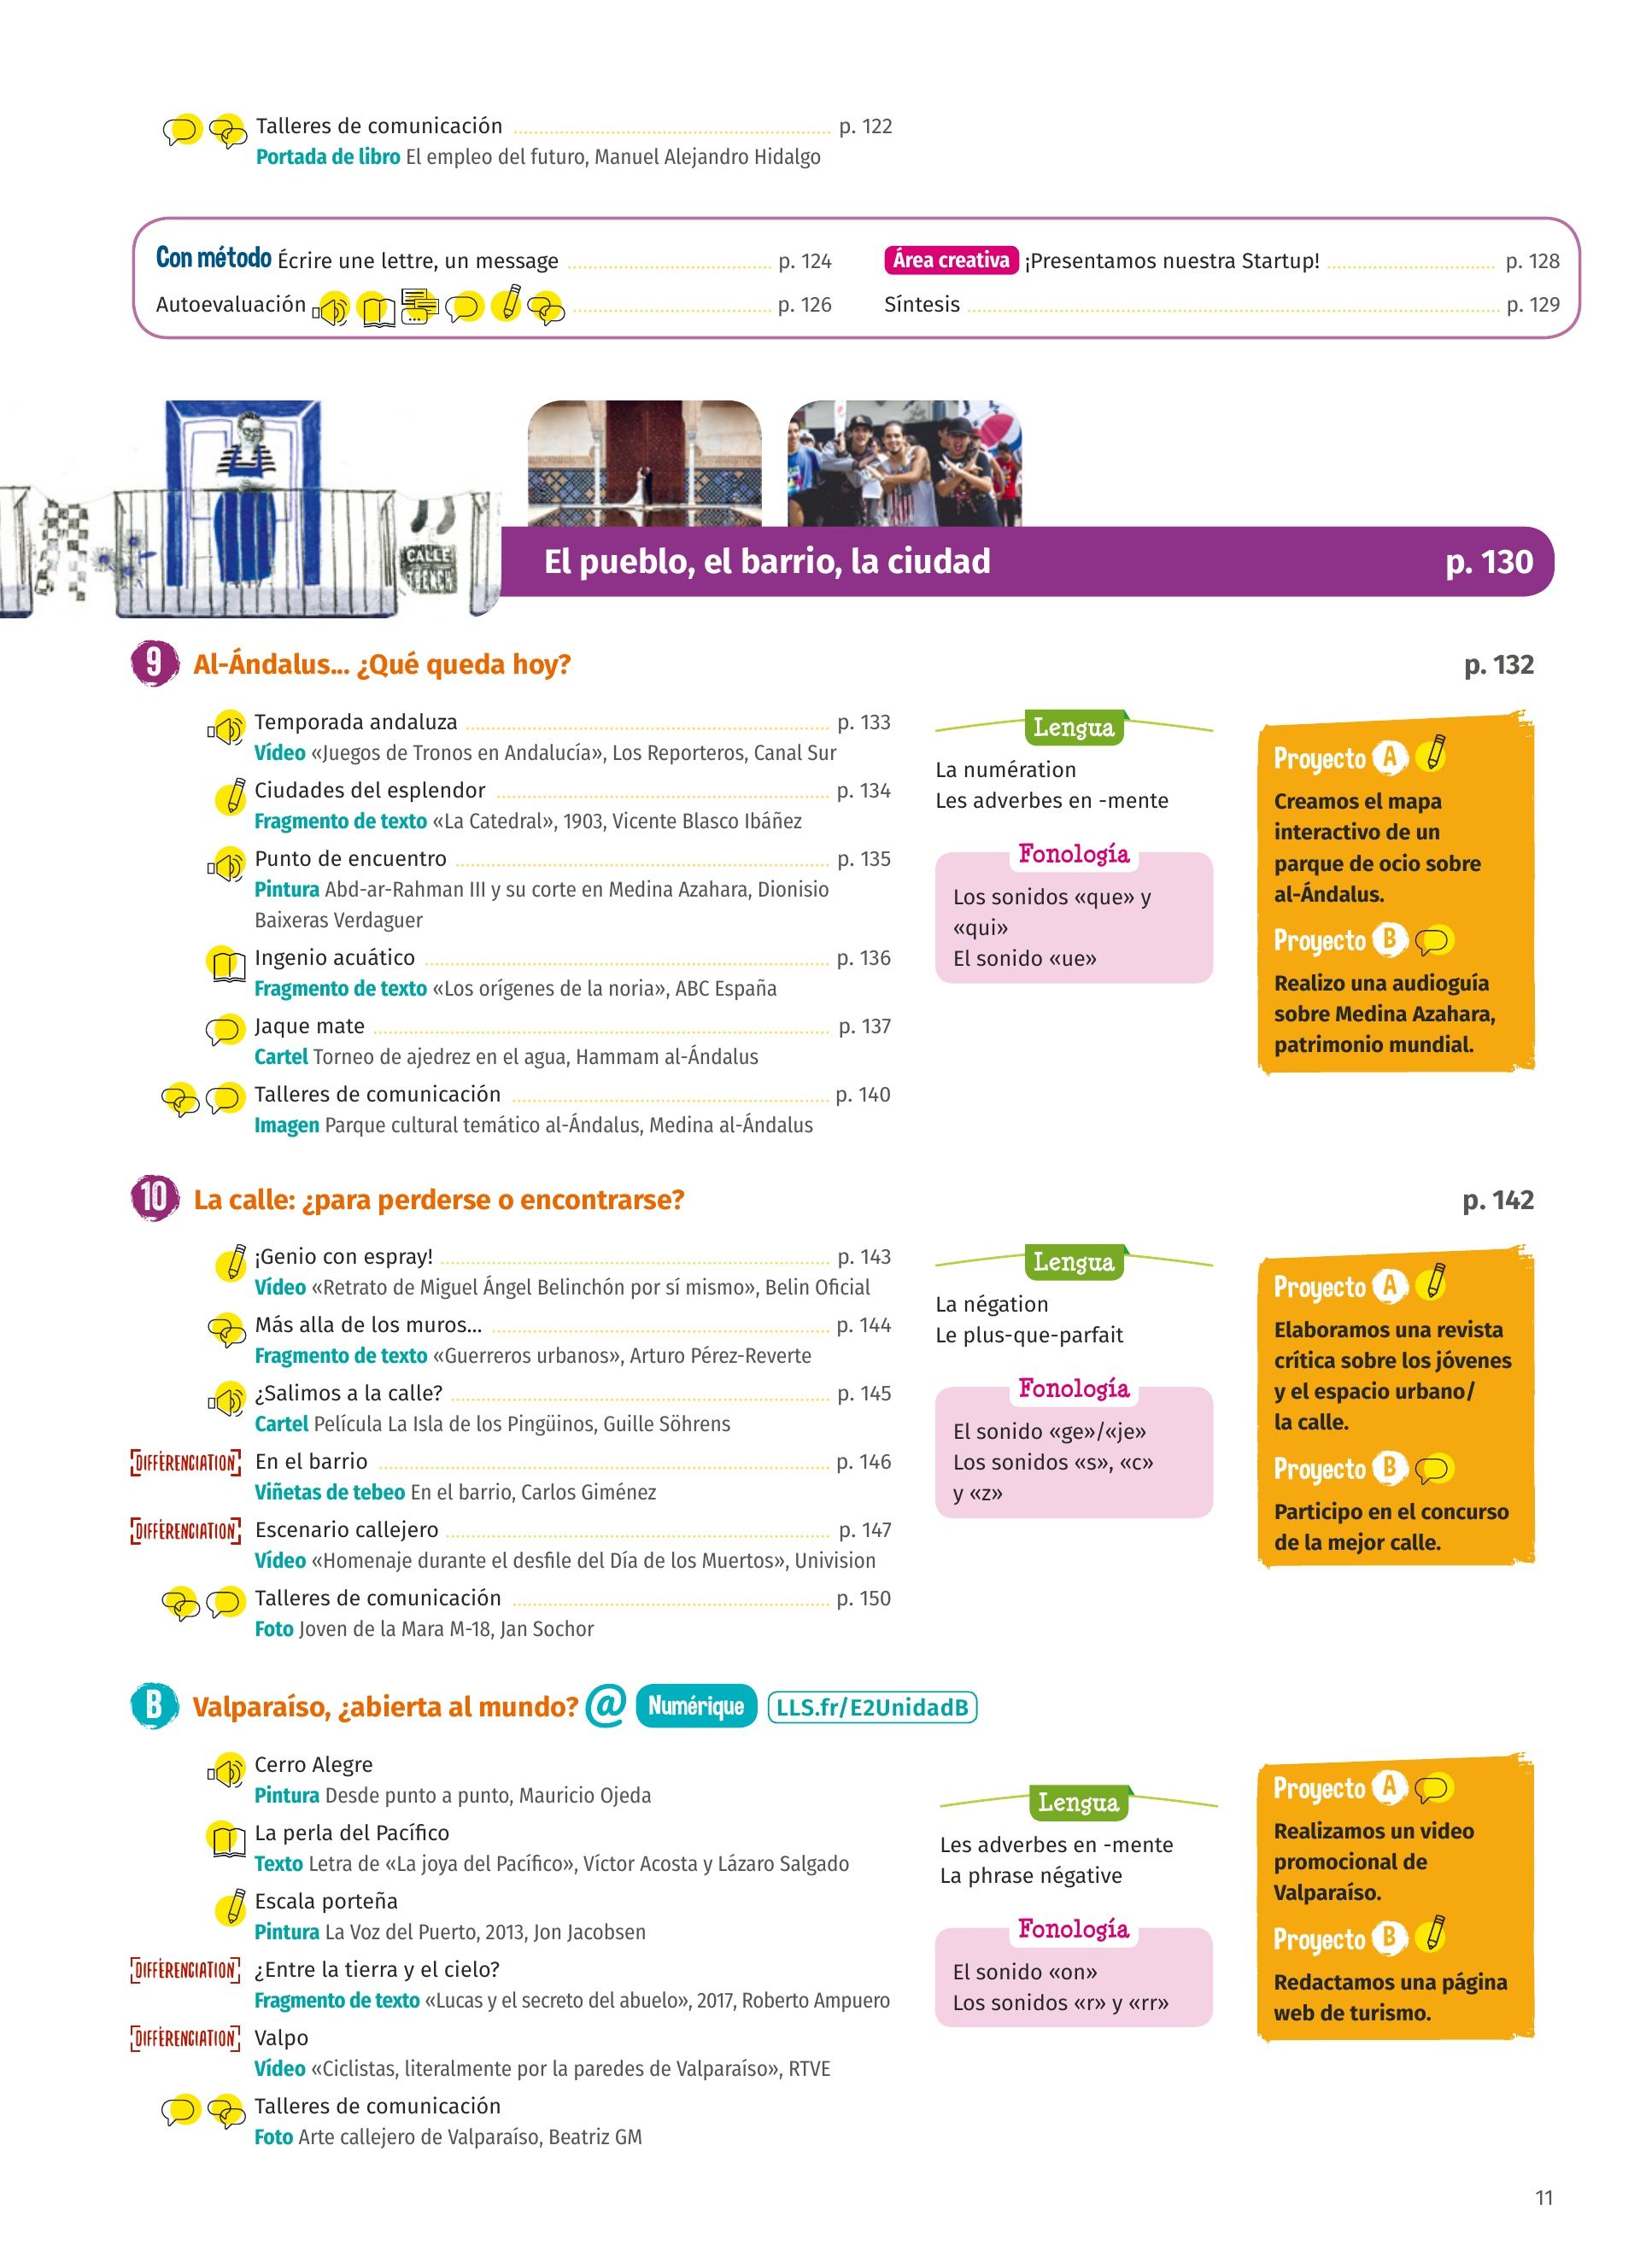 Talleres de comunicación p. 122
Portada de libro El empleo del futuro, Manuel Alejandro Hidalgo
Con método Écrire une lettre, un message p. 124
Autoevaluación p. 126
Área creativa ¡Presentamos nuestra Startup! p. 128
Síntesis p. 129
CALLE
El pueblo, el barrio, la ciudad p. 130
9 Al-Ándalus... ¿Qué queda hoy? p. 132
Temporada andaluza p. 133
Vídeo «Juegos de Tronos en Andalucía», Los Reporteros, Canal Sur
Ciudades del esplendor p. 134
Fragmento de texto «La Catedral», 1903, Vicente Blasco Ibáñez
Punto de encuentro p. 135
Pintura Abd-ar-Rahman III y su corte en Medina Azahara, Dionisio
Baixeras Verdaguer
Ingenio acuático p. 136
Fragmento de texto «Los orígenes de la noria», ABC España
Jaque mate p. 137
Cartel Torneo de ajedrez en el agua, Hammam al-Ándalus
Talleres de comunicación p. 140
Imagen Parque cultural temático al-Ándalus, Medina al-Ándalus
Lengua
La numération
Les adverbes en -mente
Fonología
Los sonidos «que» y
«qui»
El sonido «ue»
Proyecto A
Creamos el mapa
interactivo de un
parque de ocio sobre
al-Ándalus.
Proyecto B
Realizo una audioguía
sobre Medina Azahara,
patrimonio mundial.
10 La calle: ¿para perderse o encontrarse? p. 142
¡Genio con espray! p. 143
Vídeo «Retrato de Miguel Ángel Belinchón por sí mismo», Belin Oficial
Más alla de los muros... p. 144
Fragmento de texto «Guerreros urbanos», Arturo Pérez-Reverte
¿Salimos a la calle? p. 145
Cartel Película La Isla de los Pingüinos, Guille Söhrens
DIFFÉRENCIATION En el barrio p. 146
Viñetas de tebeo En el barrio, Carlos Giménez
DIFFÉRENCIATION Escenario callejero p. 147
Vídeo «Homenaje durante el desfile del Día de los Muertos», Univision
Talleres de comunicación p. 150
Foto Joven de la Mara M-18, Jan Sochor
Lengua
La négation
Le plus-que-parfait
Fonología
El sonido «ge»/«je»
Los sonidos «s», «c»
y «z»
Proyecto A
Elaboramos una revista
crítica sobre los jóvenes
y el espacio urbano/
la calle.
Proyecto B
Participo en el concurso
de la mejor calle.
B Valparaíso, ¿abierta al mundo? @ Numérique LLS.fr/E2UnidadB
Cerro Alegre
Pintura Desde punto a punto, Mauricio Ojeda
La perla del Pacífico
Texto Letra de «La joya del Pacífico», Víctor Acosta y Lázaro Salgado
Escala porteña
Pintura La Voz del Puerto, 2013, Jon Jacobsen
DIFFÉRENCIATION ¿Entre la tierra y el cielo?
Fragmento de texto «Lucas y el secreto del abuelo», 2017, Roberto Ampuero
DIFFÉRENCIATION Valpo
Vídeo «Ciclistas, literalmente por la paredes de Valparaíso», RTVE
Talleres de comunicación
Foto Arte callejero de Valparaíso, Beatriz GM
Lengua
Les adverbes en -mente
La phrase négative
Fonología
El sonido «on»
Los sonidos «r» y «rr»
Proyecto A
Realizamos un video
promocional de
Valparaíso.
Proyecto B
Redactamos una página
web de turismo.
11